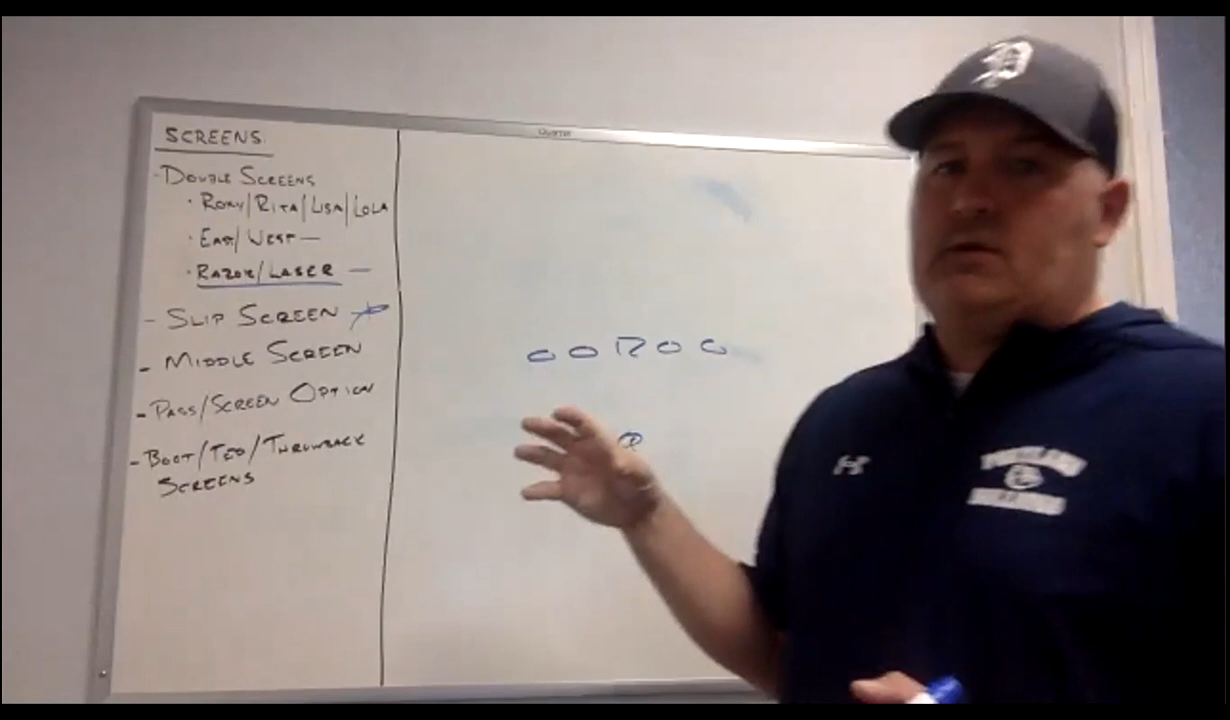 Quartet
SCREENS
- DOUBLE SCREENS
· ROXY/RITA/LISA/LOLA
· EAST/WEST —
· RAZOR/LASER —
- SLIP SCREEN
- MIDDLE SCREEN
- PASS/SCREEN OPTION
- BOOT/TED/THROWBACK
SCREENS